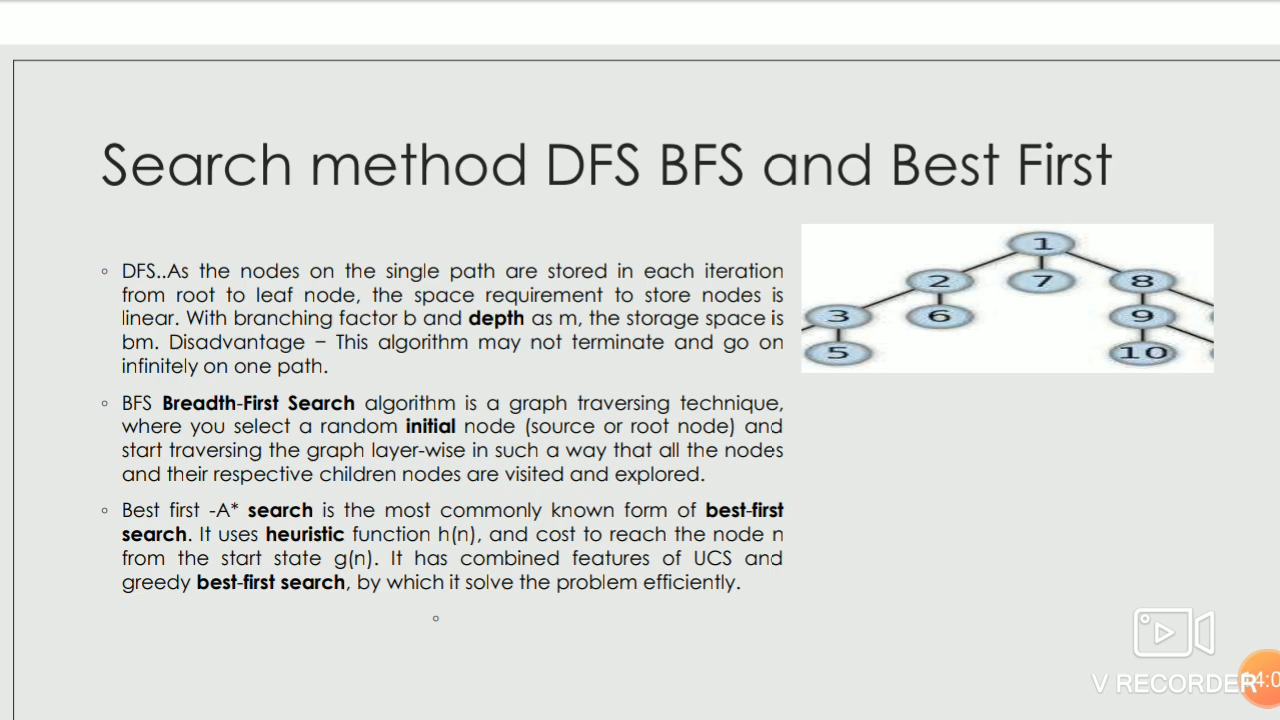 Search method DFS BFS and Best First
◦ DFS..As the nodes on the single path are stored in each iteration
from root to leaf node, the space requirement to store nodes is
linear. With branching factor b and depth as m, the storage space is
bm. Disadvantage − This algorithm may not terminate and go on
infinitely on one path.
◦ BFS Breadth-First Search algorithm is a graph traversing technique,
where you select a random initial node (source or root node) and
start traversing the graph layer-wise in such a way that all the nodes
and their respective children nodes are visited and explored.
◦ Best first -A* search is the most commonly known form of best-first
search. It uses heuristic function h(n), and cost to reach the node n
from the start state g(n). It has combined features of UCS and
greedy best-first search, by which it solve the problem efficiently.
◦
1
2 7 8
3 6 9
5 10
V RECORDER